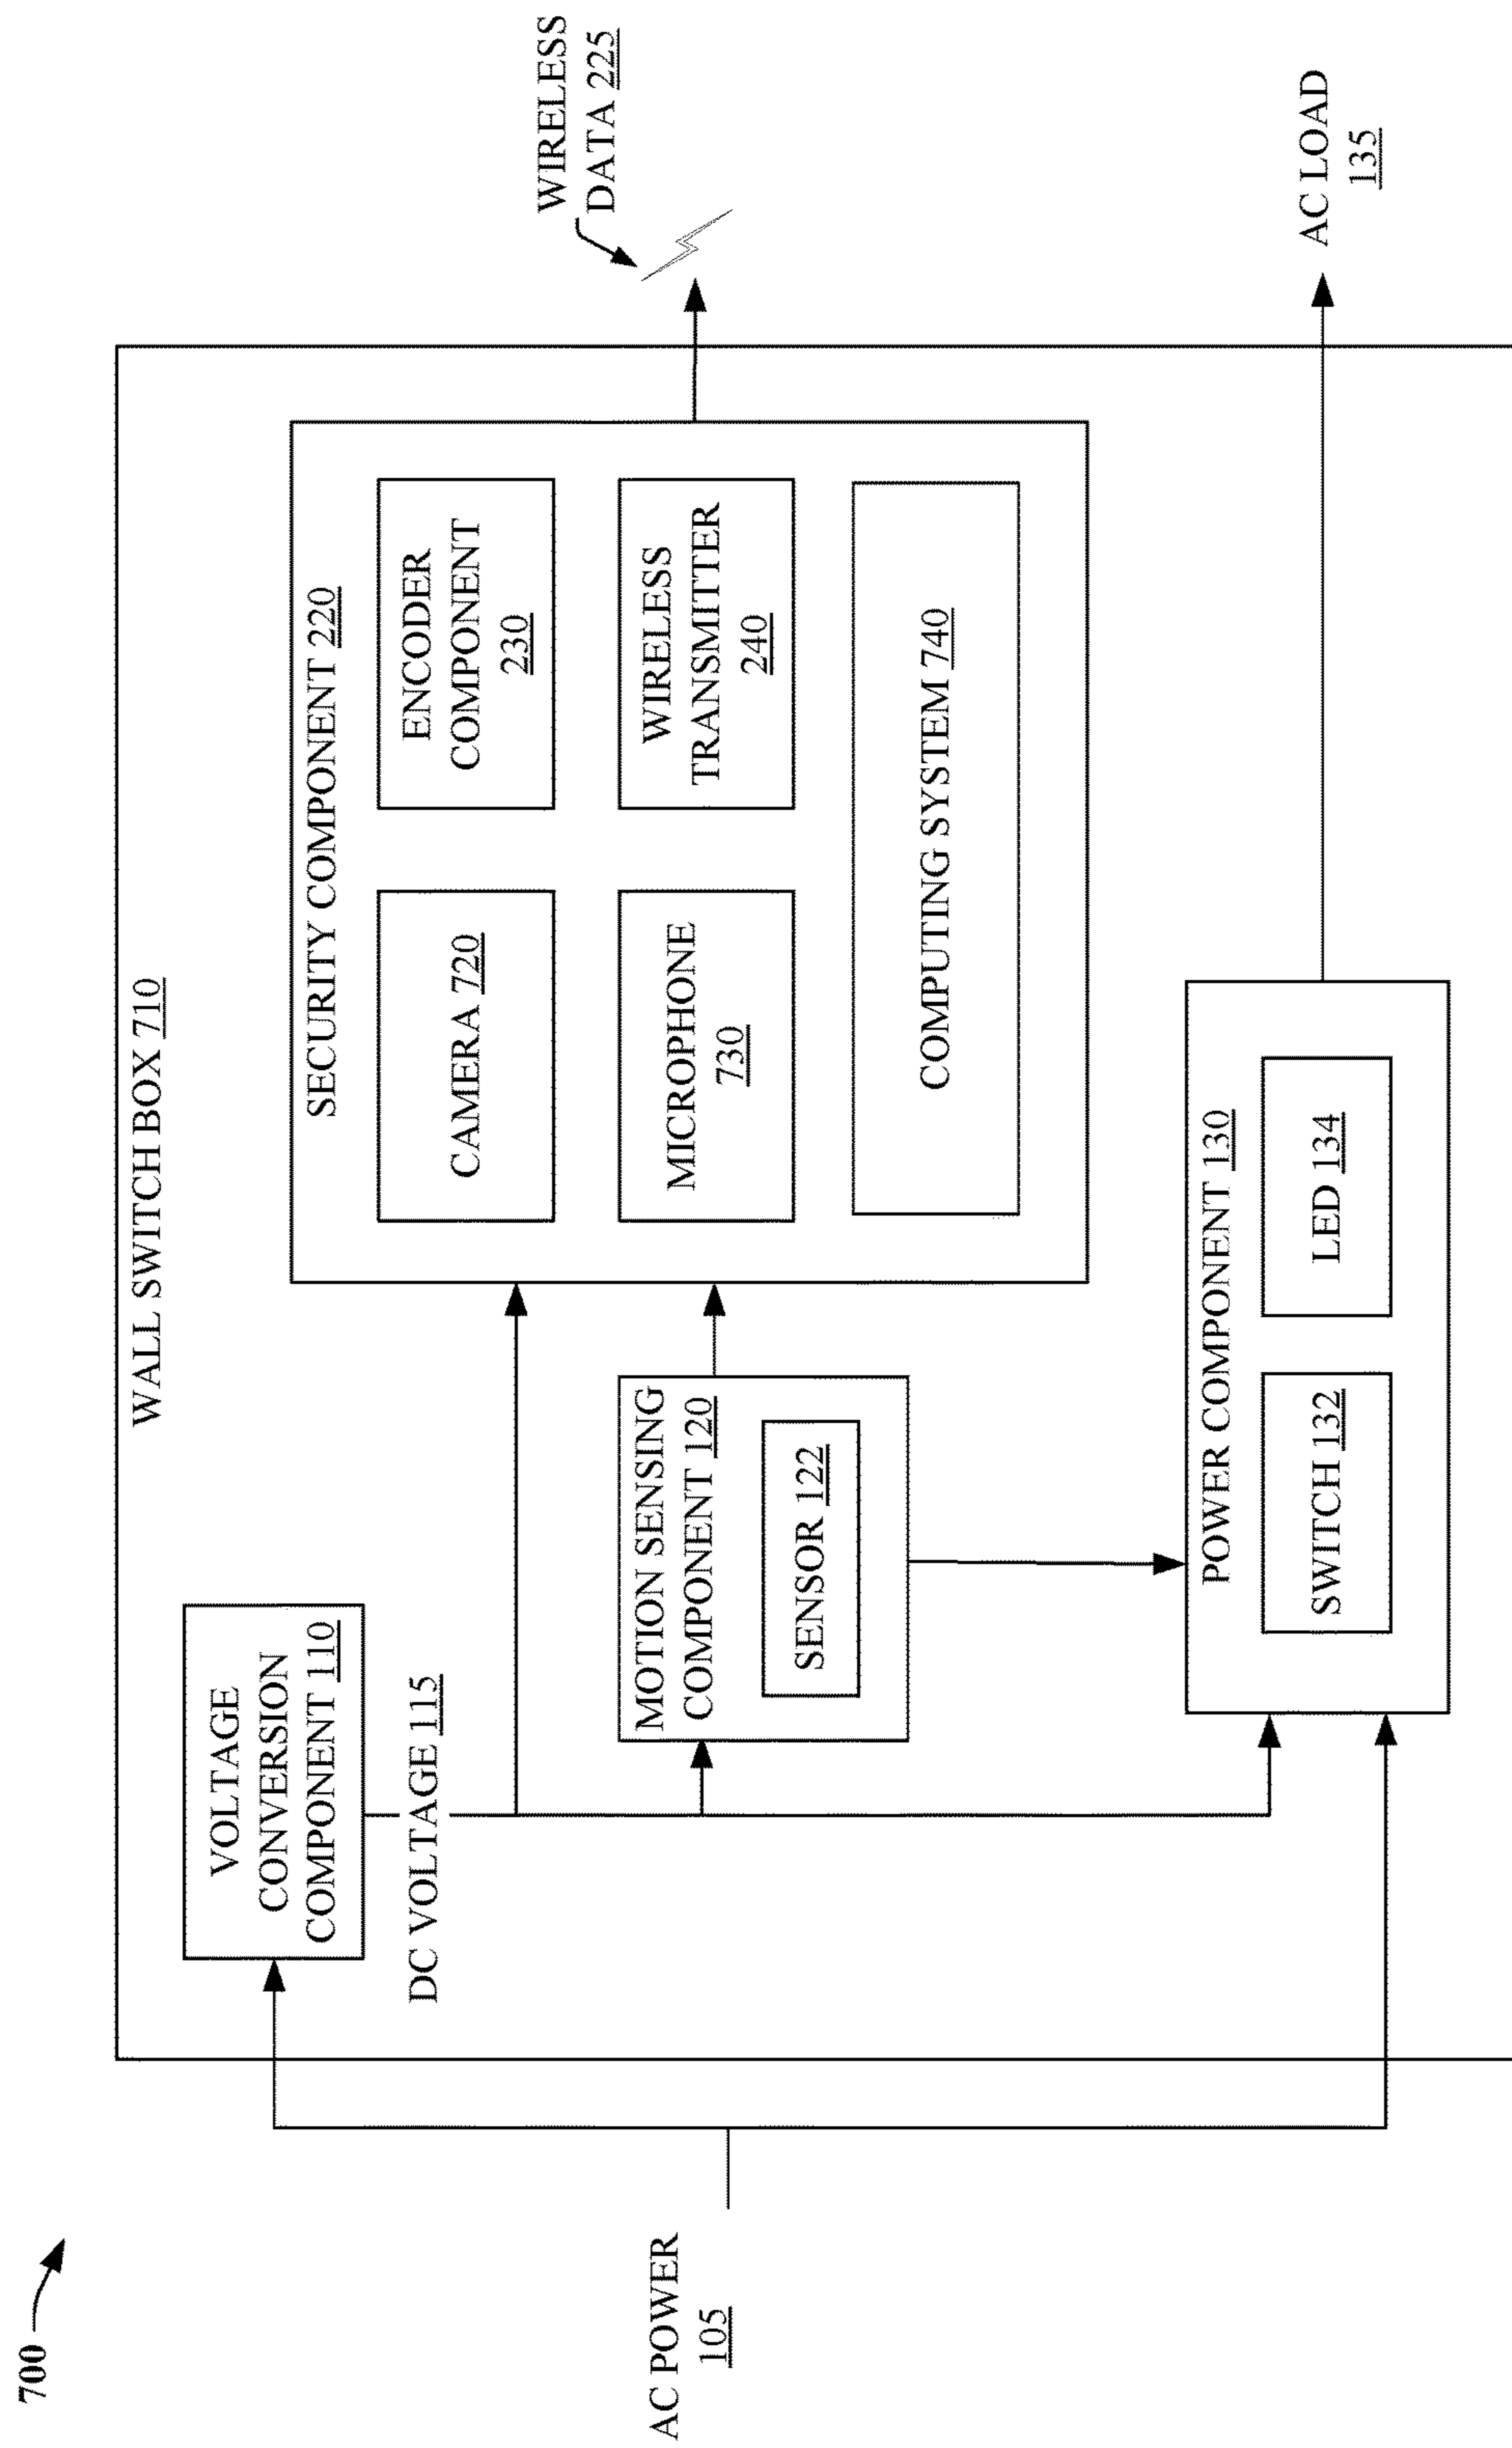 700
WALL SWITCH BOX 710
VOLTAGE
CONVERSION
COMPONENT 110
DC VOLTAGE 115
SECURITY COMPONENT 220
CAMERA 720
ENCODER
COMPONENT
230
MICROPHONE
730
WIRELESS
TRANSMITTER
240
COMPUTING SYSTEM 740
WIRELESS
DATA 225
AC POWER
105
MOTION SENSING
COMPONENT 120
SENSOR 122
POWER COMPONENT 130
SWITCH 132
LED 134
AC LOAD
135